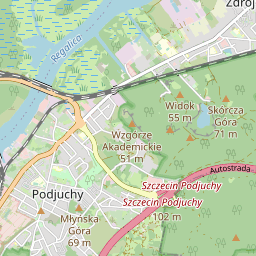 Zdrój
Regalica
Widok
55 m
Skórcza
Góra
71 m
Wzgórze
Akademickie
51 m
Autostrada
Szczecin Podjuchy
Podjuchy
Szczecin Podjuchy
Młyńska
Góra
69 m
102 m